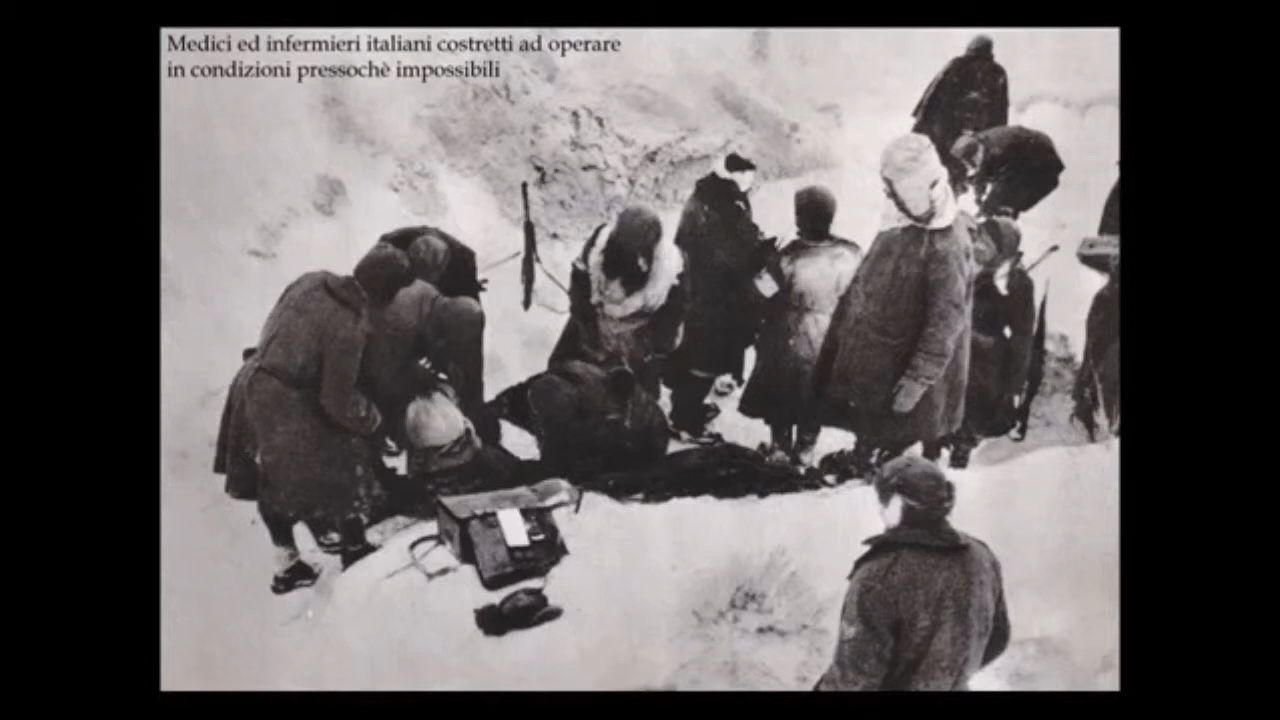 Medici ed infermieri italiani costretti ad operare
in condizioni pressochè impossibili